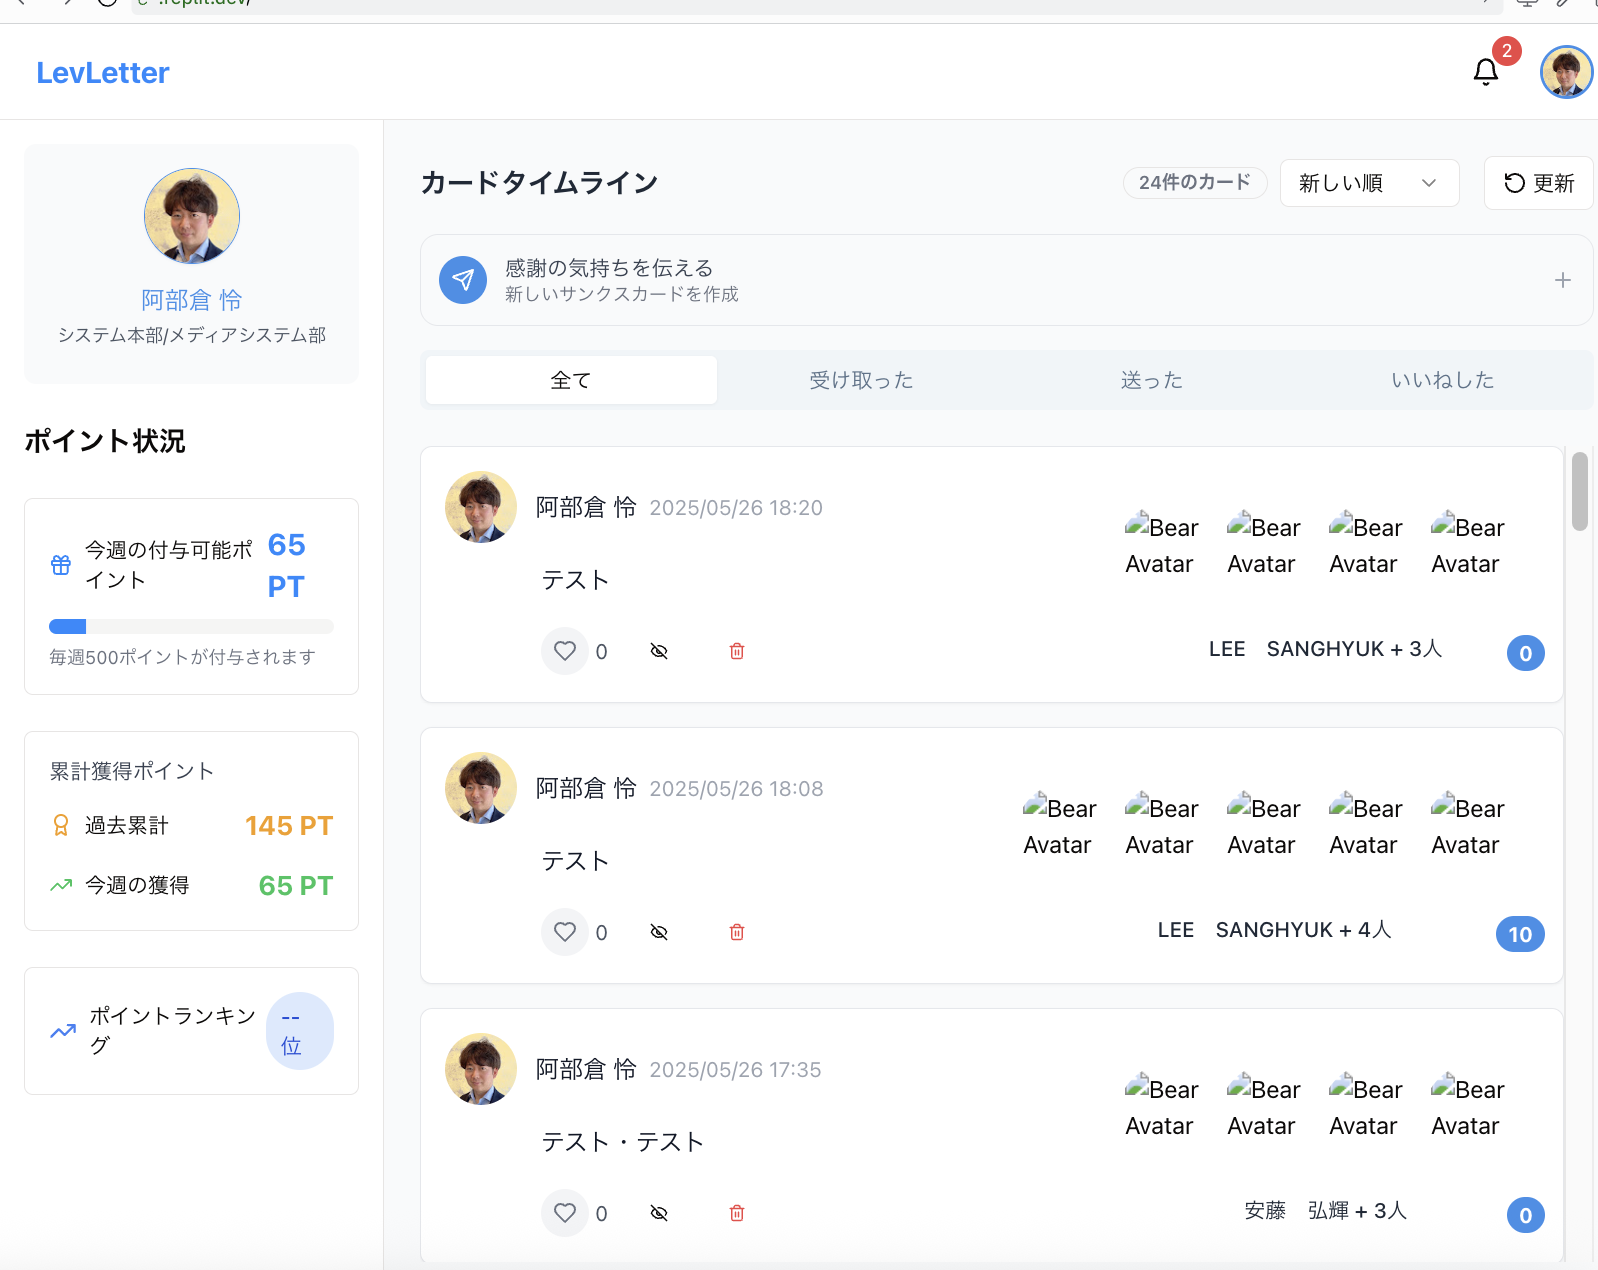 .replit.dev/
LevLetter
2
阿部倉 怜
システム本部/メディアシステム部
ポイント状況
今週の付与可能ポ
イント
65
PT
毎週500ポイントが付与されます
累計獲得ポイント
過去累計
145 PT
今週の獲得
65 PT
ポイントランキン
グ
--
位
カードタイムライン
24件のカード
新しい順
更新
感謝の気持ちを伝える
新しいサンクスカードを作成
全て
受け取った
送った
いいねした
阿部倉 怜 2025/05/26 18:20
テスト
Bear Bear Bear Bear
Avatar Avatar Avatar Avatar
0
LEE　SANGHYUK + 3人
0
阿部倉 怜 2025/05/26 18:08
テスト
Bear Bear Bear Bear Bear
Avatar Avatar Avatar Avatar Avatar
0
LEE　SANGHYUK + 4人
10
阿部倉 怜 2025/05/26 17:35
テスト・テスト
Bear Bear Bear Bear
Avatar Avatar Avatar Avatar
0
安藤　弘輝 + 3人
0